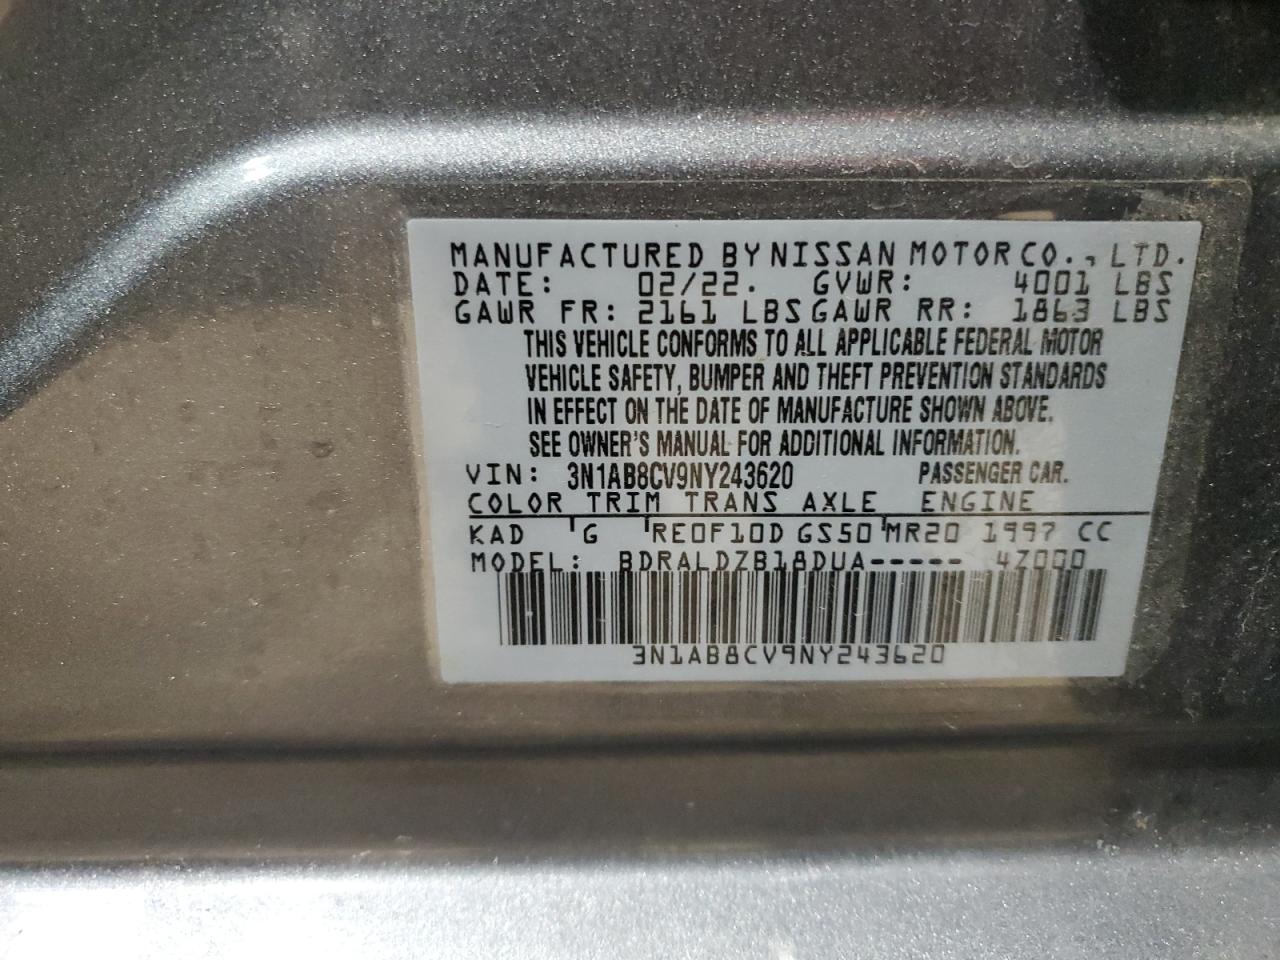 MANUFACTURED BY NISSAN MOTOR CO., LTD.
DATE: 02/22. GVWR: 4001 LBS
GAWR FR: 2161 LBS GAWR RR: 1863 LBS
THIS VEHICLE CONFORMS TO ALL APPLICABLE FEDERAL MOTOR
VEHICLE SAFETY, BUMPER AND THEFT PREVENTION STANDARDS
IN EFFECT ON THE DATE OF MANUFACTURE SHOWN ABOVE.
SEE OWNER'S MANUAL FOR ADDITIONAL INFORMATION.
VIN: 3N1AB8CV9NY243620 PASSENGER CAR.
COLOR TRIM TRANS AXLE ENGINE
KAD G RE0F10D GS50 MR20 1997 CC
MODEL: BDRALDZB18DUA----- 4Z000
3N1AB8CV9NY243620